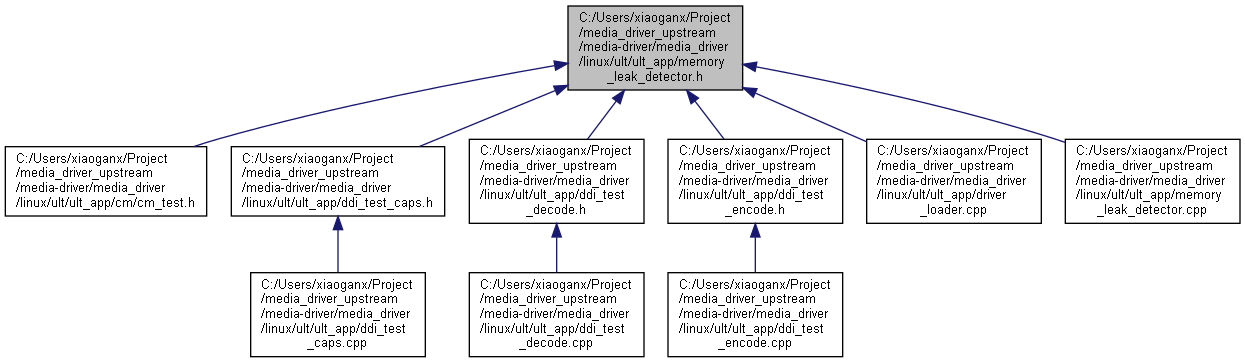 C:/Users/xiaoganx/Project
/media_driver_upstream
/media-driver/media_driver
/linux/ult/ult_app/memory
_leak_detector.h
C:/Users/xiaoganx/Project
/media_driver_upstream
/media-driver/media_driver
/linux/ult/ult_app/cm/cm_test.h
C:/Users/xiaoganx/Project
/media_driver_upstream
/media-driver/media_driver
/linux/ult/ult_app/ddi_test_caps.h
C:/Users/xiaoganx/Project
/media_driver_upstream
/media-driver/media_driver
/linux/ult/ult_app/ddi_test
_decode.h
C:/Users/xiaoganx/Project
/media_driver_upstream
/media-driver/media_driver
/linux/ult/ult_app/ddi_test
_encode.h
C:/Users/xiaoganx/Project
/media_driver_upstream
/media-driver/media_driver
/linux/ult/ult_app/driver
_loader.cpp
C:/Users/xiaoganx/Project
/media_driver_upstream
/media-driver/media_driver
/linux/ult/ult_app/memory
_leak_detector.cpp
C:/Users/xiaoganx/Project
/media_driver_upstream
/media-driver/media_driver
/linux/ult/ult_app/ddi_test
_caps.cpp
C:/Users/xiaoganx/Project
/media_driver_upstream
/media-driver/media_driver
/linux/ult/ult_app/ddi_test
_decode.cpp
C:/Users/xiaoganx/Project
/media_driver_upstream
/media-driver/media_driver
/linux/ult/ult_app/ddi_test
_encode.cpp